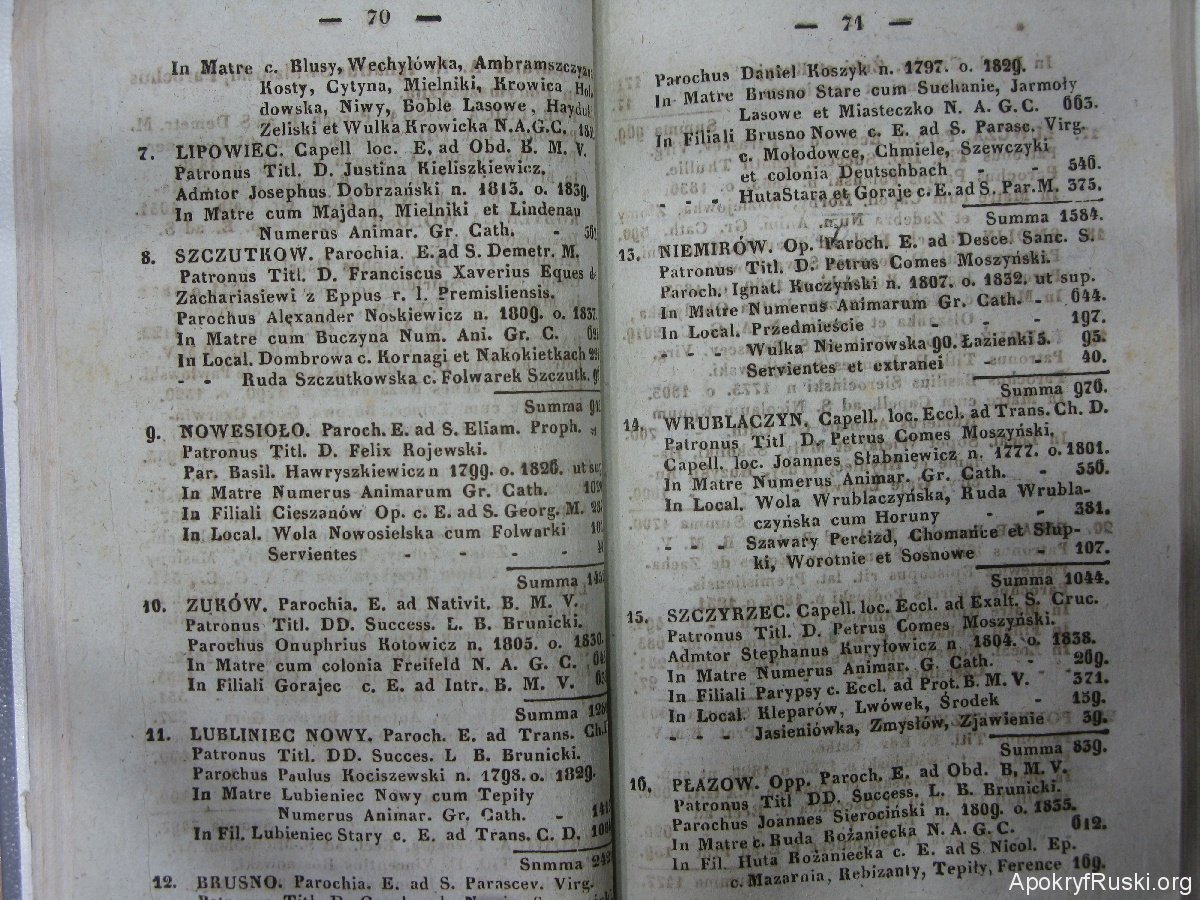 — 70 —
In Matre c. Blusy, Wechylówka, Ambramszczyzna
Kosty, Cytyna, Mielniki, Krowica Hoł
dowska, Niwy, Boble Lasowe, Hayduk
Zeliski et Wulka Krowicka N.A.G.C.
7. LIPOWIEC. Capell loc. E. ad Obd. B. M. V.
Patronus Titl. D. Justina Kieliszkiewicz.
Admtor Josephus Dobrzański n. 1813. o. 1839.
In Matre cum Majdan, Mielniki et Lindenau
Numerus Animar. Gr. Cath. -
8. SZCZUTKOW. Parochia. E. ad S. Demetr. M.
Patronus Titl. D. Franciscus Xaverius Eques de
Zachariasiewi z Eppus r. l. Premisliensis.
Parochus Alexander Noskiewicz n. 1809. o. 1837.
In Matre cum Buczyna Num. Ani. Gr. C.
In Local. Dombrowa c. Kornagi et Nakokietkach
- - Ruda Szczutkowska c. Folwarek Szczutk.
Summa
9. NOWESIOŁO. Paroch. E. ad S. Eliam. Proph.
Patronus Titl. D. Felix Rojewski.
Par. Basil. Hawryszkiewicz n 1799. o. 1826. ut sup
In Matre Numerus Animarum Gr. Cath.
In Filiali Cieszanów Op. c. E. ad S. Georg. M.
In Local. Wola Nowosielska cum Folwarki
Servientes - - - -
Summa
10. ZUKÓW. Parochia. E. ad Nativit. B. M. V.
Patronus Titl. DD. Success. L. B. Brunicki.
Parochus Onuphrius Kotowicz n. 1805. o. 1830.
In Matre cum colonia Freifeld N. A. G. C.
In Filiali Gorajec c. E. ad Intr. B. M. V.
Summa
11. LUBLINIEC NOWY. Paroch. E. ad Trans. Ch.
Patronus Titl. DD. Succes. L B. Brunicki.
Parochus Paulus Kociszewski n. 1798. o. 1829.
In Matre Lubieniec Nowy cum Tepiły
Numerus Animar. Gr. Cath. -
In Fil. Lubieniec Stary c. E. ad Trans. C. D.
Snmma
12. BRUSNO. Parochia. E. ad S. Parascev. Virg.
— 71 —
Parochus Daniel Koszyk n. 1797. o. 1829.
In Matre Brusno Stare cum Suchanie, Jarmoły
Lasowe et Miasteczko N. A. G. C. 663.
In Filiali Brusno Nowe c. E. ad S. Parasc. Virg.
c. Mołodowce, Chmiele, Szewczyki
et colonia Deutschbach - - 546.
- - - HutaStara et Goraje c. E. ad S. Par. M. 375.
Summa 1584.
13. NIEMIRÓW. Op. Paroch. E. ad Desce. Sanc. S.
Patronus Titl. D. Petrus Comes Moszyński.
Paroch. Ignat. Kuczyński n. 1807. o. 1832. ut sup.
In Matre Numerus Animarum Gr. Cath. - 644.
In Local. Przedmieście - - - 197.
- - - Wulka Niemirowska 90. Łazienki 5. 95.
Servientes et extranei - - 40.
Summa 976.
14. WRUBLACZYN. Capell. loc. Eccl. ad Trans. Ch. D.
Patronus Titl D. Petrus Comes Moszyński.
Capell. loc. Joannes Słabniewicz n. 1777. o. 1801.
In Matre Numerus Animar. Gr. Cath. - 556.
In Local. Wola Wrublaczyńska, Ruda Wrubla-
czyńska cum Horuny - - 381.
- - - Szawary Pereizd, Chomance et Słup-
ki, Worotnie et Sosnowe - 107.
Summa 1044.
15. SZCZYRZEC. Capell. loc. Eccl. ad Exalt. S. Cruc.
Patronus Titl. D. Petrus Comes Moszyński.
Admtor Stephanus Kuryłowicz n 1804. o. 1838.
In Matre Numerus Animar. G. Cath. - 269.
In Filiali Parypsy c. Eccl. ad Prot. B. M. V. 371.
In Local. Kleparów, Lwówek, Środek - 159.
- - - Jasieniówka, Zmysłów, Zjawienie 39.
Summa 839.
16. PŁAZOW. Opp. Paroch. E. ad Obd. B. M. V.
Patronus Titl DD. Success. L. B. Brunicki.
Parochus Joannes Sierociński n. 1809. o. 1835.
In Matre c. Ruda Rożaniecka N. A. G. C. 612.
In Fil. Huta Rożaniecka c. E. ad S. Nicol. Ep.
c. Mazarnia, Rebizanty, Tepiły, Ference 169.
ApokryfRuski.org